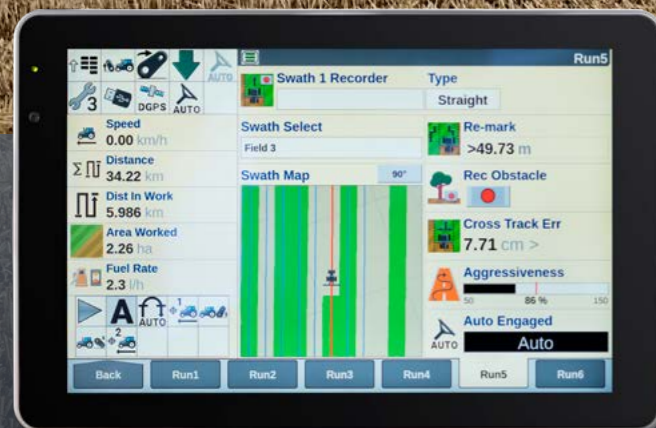 Run5
AUTO
3
DGPS
AUTO
Speed
0.00 km/h
Distance
34.22 km
Dist In Work
5.986 km
Area Worked
2.26 ha
Fuel Rate
2.3 l/h
A
AUTO
1
2
Swath 1 Recorder
Type
Straight
Swath Select
Field 3
Swath Map
90°
Re-mark
>49.73 m
Rec Obstacle
Cross Track Err
7.71 cm >
Aggressiveness
50
86 %
150
Auto Engaged
AUTO
Auto
Back
Run1
Run2
Run3
Run4
Run5
Run6